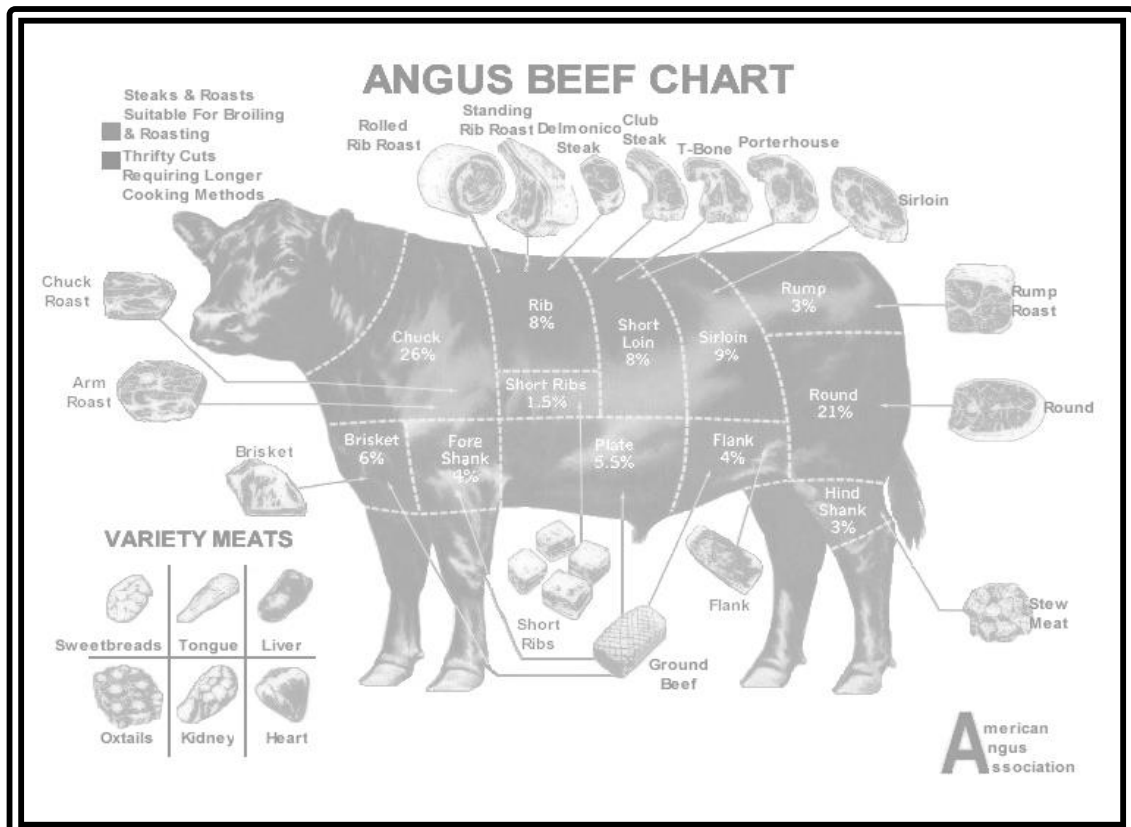 ANGUS BEEF CHART
Steaks & Roasts
Suitable For Broiling
& Roasting
Thrifty Cuts
Requiring Longer
Cooking Methods
Rolled
Rib Roast
Standing
Rib Roast
Delmonico
Steak
Club
Steak
T-Bone
Porterhouse
Sirloin
Chuck
Roast
Arm
Roast
Brisket
Rump
Roast
Round
Chuck
26%
Rib
8%
Short Ribs
1.5%
Short
Loin
8%
Sirloin
9%
Rump
3%
Round
21%
Brisket
6%
Fore
Shank
4%
Plate
5.5%
Flank
4%
Hind
Shank
3%
Short
Ribs
Ground
Beef
Flank
Stew
Meat
VARIETY MEATS
Sweetbreads
Tongue
Liver
Oxtails
Kidney
Heart
American
Angus
Association